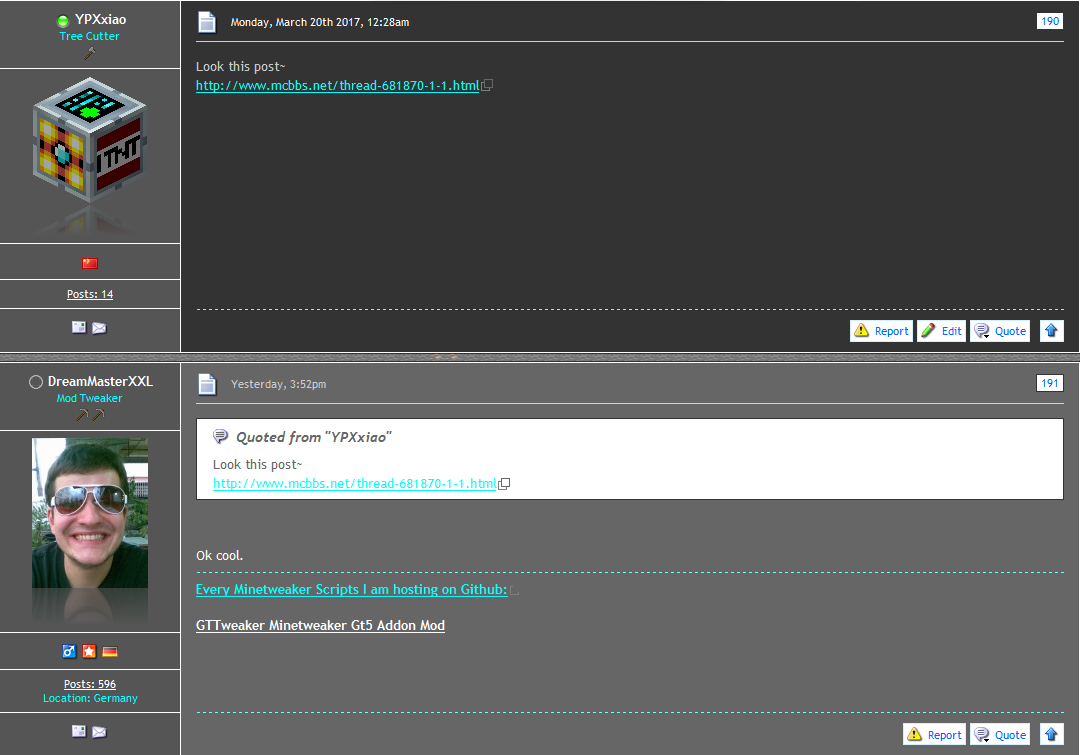 YPXxiao
Tree Cutter
TNT
Posts: 14
Monday, March 20th 2017, 12:28am
190
Look this post~
http://www.mcbbs.net/thread-681870-1-1.html
Report
Edit
Quote
DreamMasterXXL
Mod Tweaker
Posts: 596
Location: Germany
Yesterday, 3:52pm
191
Quoted from "YPXxiao"
Look this post~
http://www.mcbbs.net/thread-681870-1-1.html
Ok cool.
Every Minetweaker Scripts I am hosting on Github:
GTTweaker Minetweaker Gt5 Addon Mod
Report
Quote